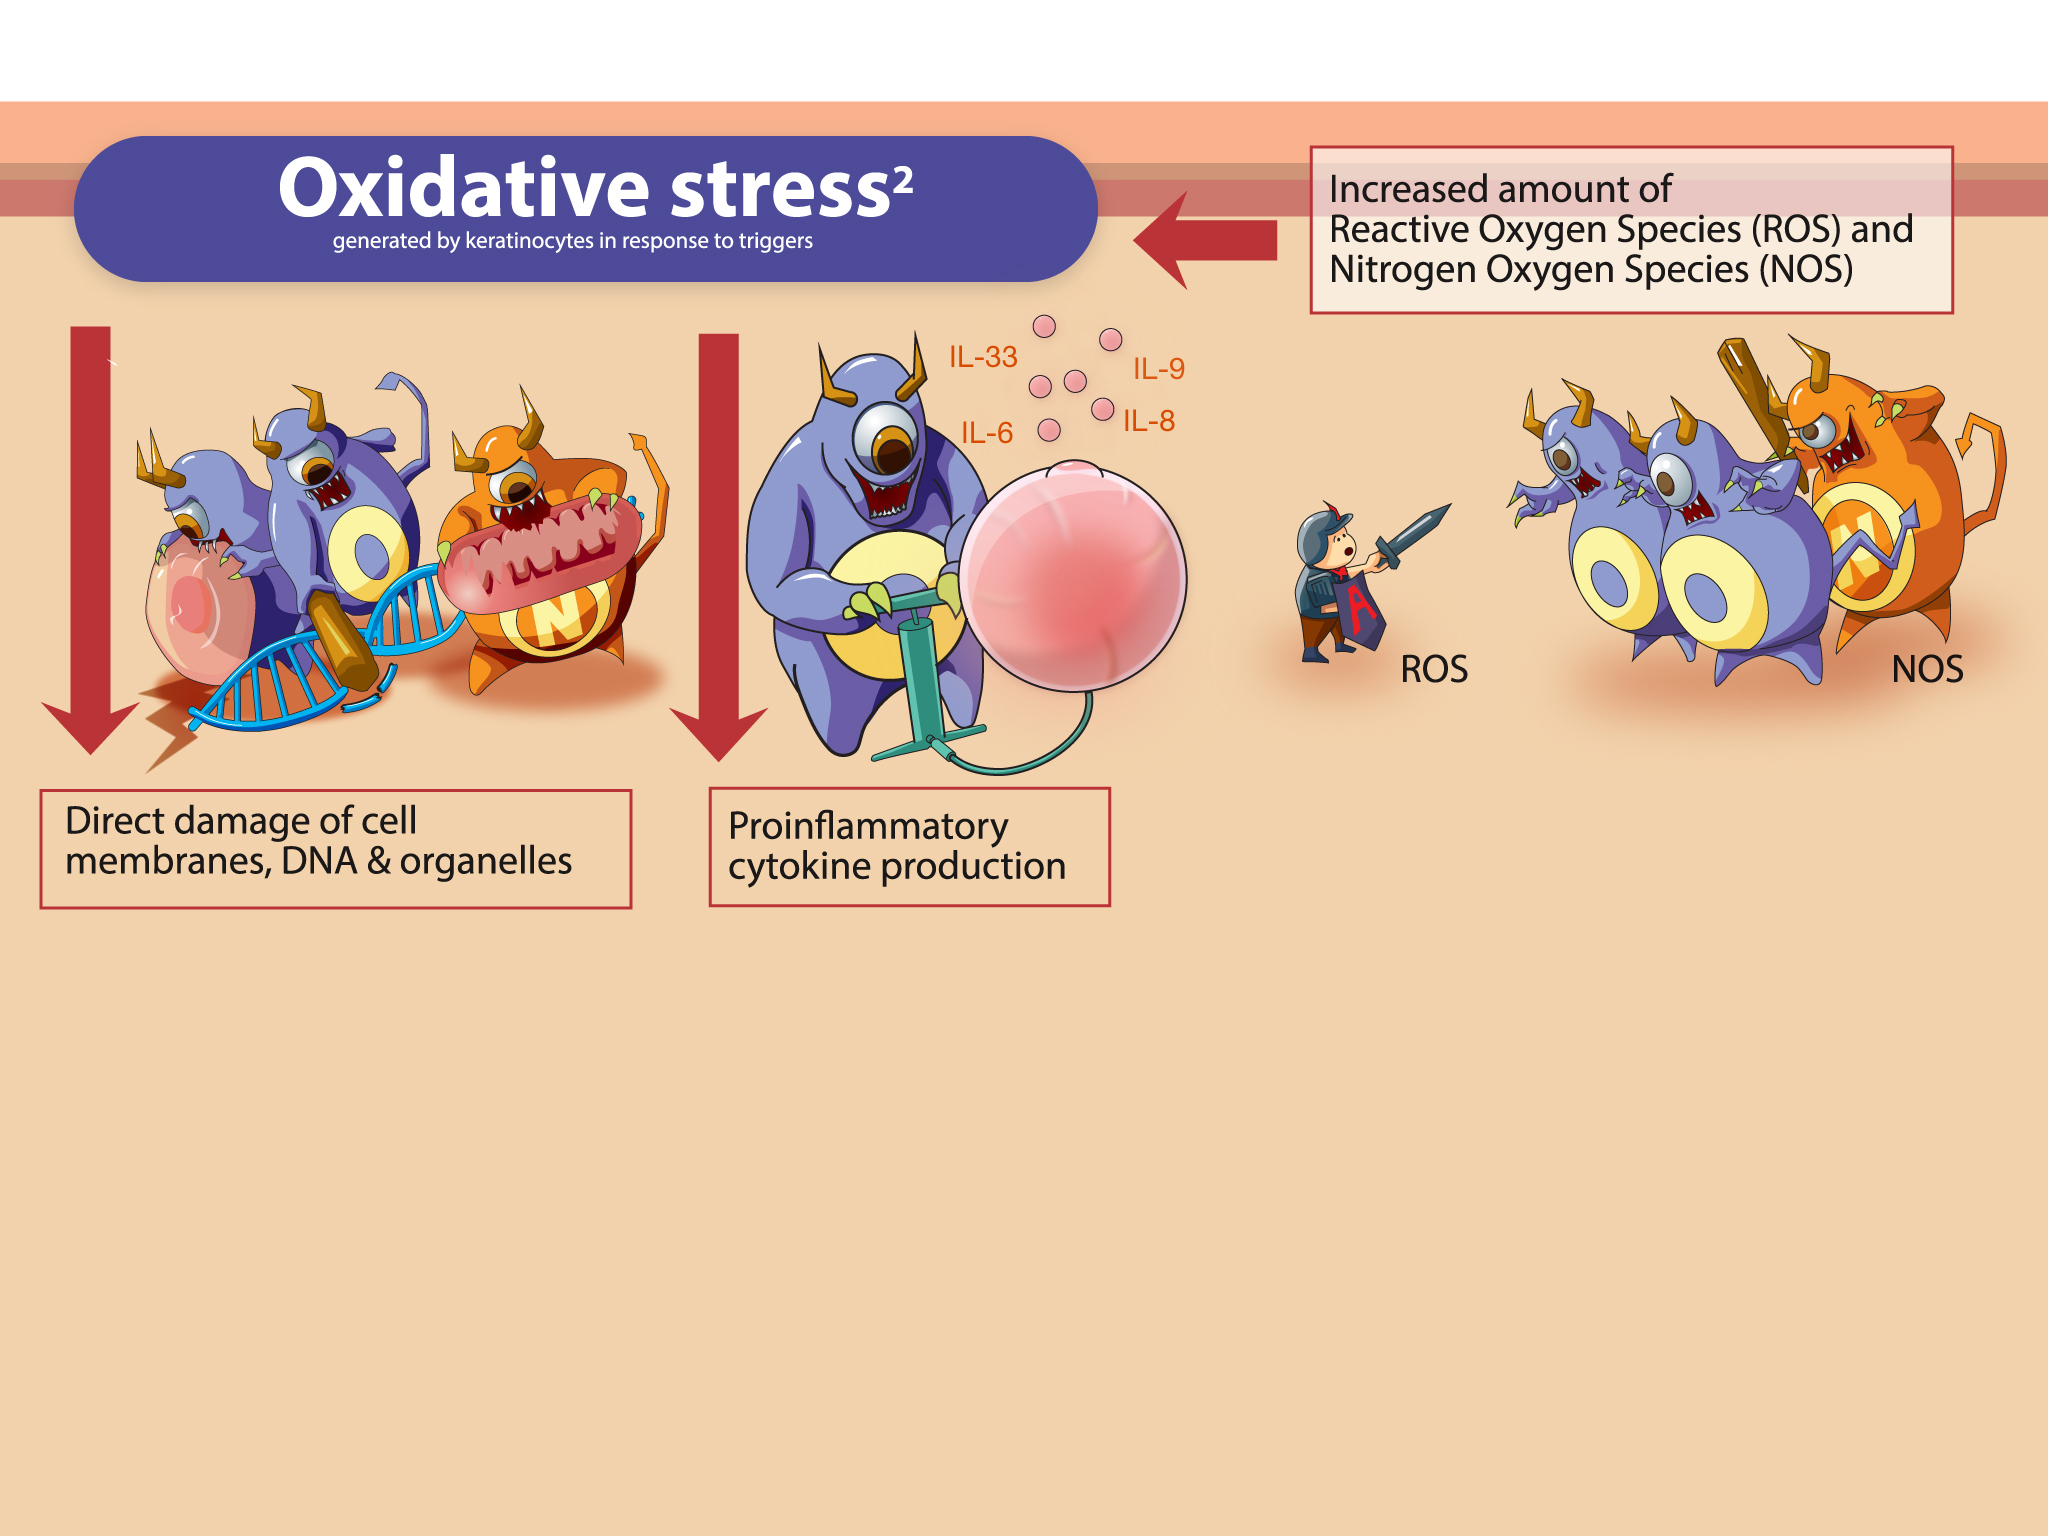 Oxidative stress²
generated by keratinocytes in response to triggers
Increased amount of
Reactive Oxygen Species (ROS) and
Nitrogen Oxygen Species (NOS)
IL-33
IL-9
IL-8
IL-6
O
N
O
A
O
O
N
ROS
NOS
Direct damage of cell
membranes, DNA & organelles
Proinflammatory
cytokine production